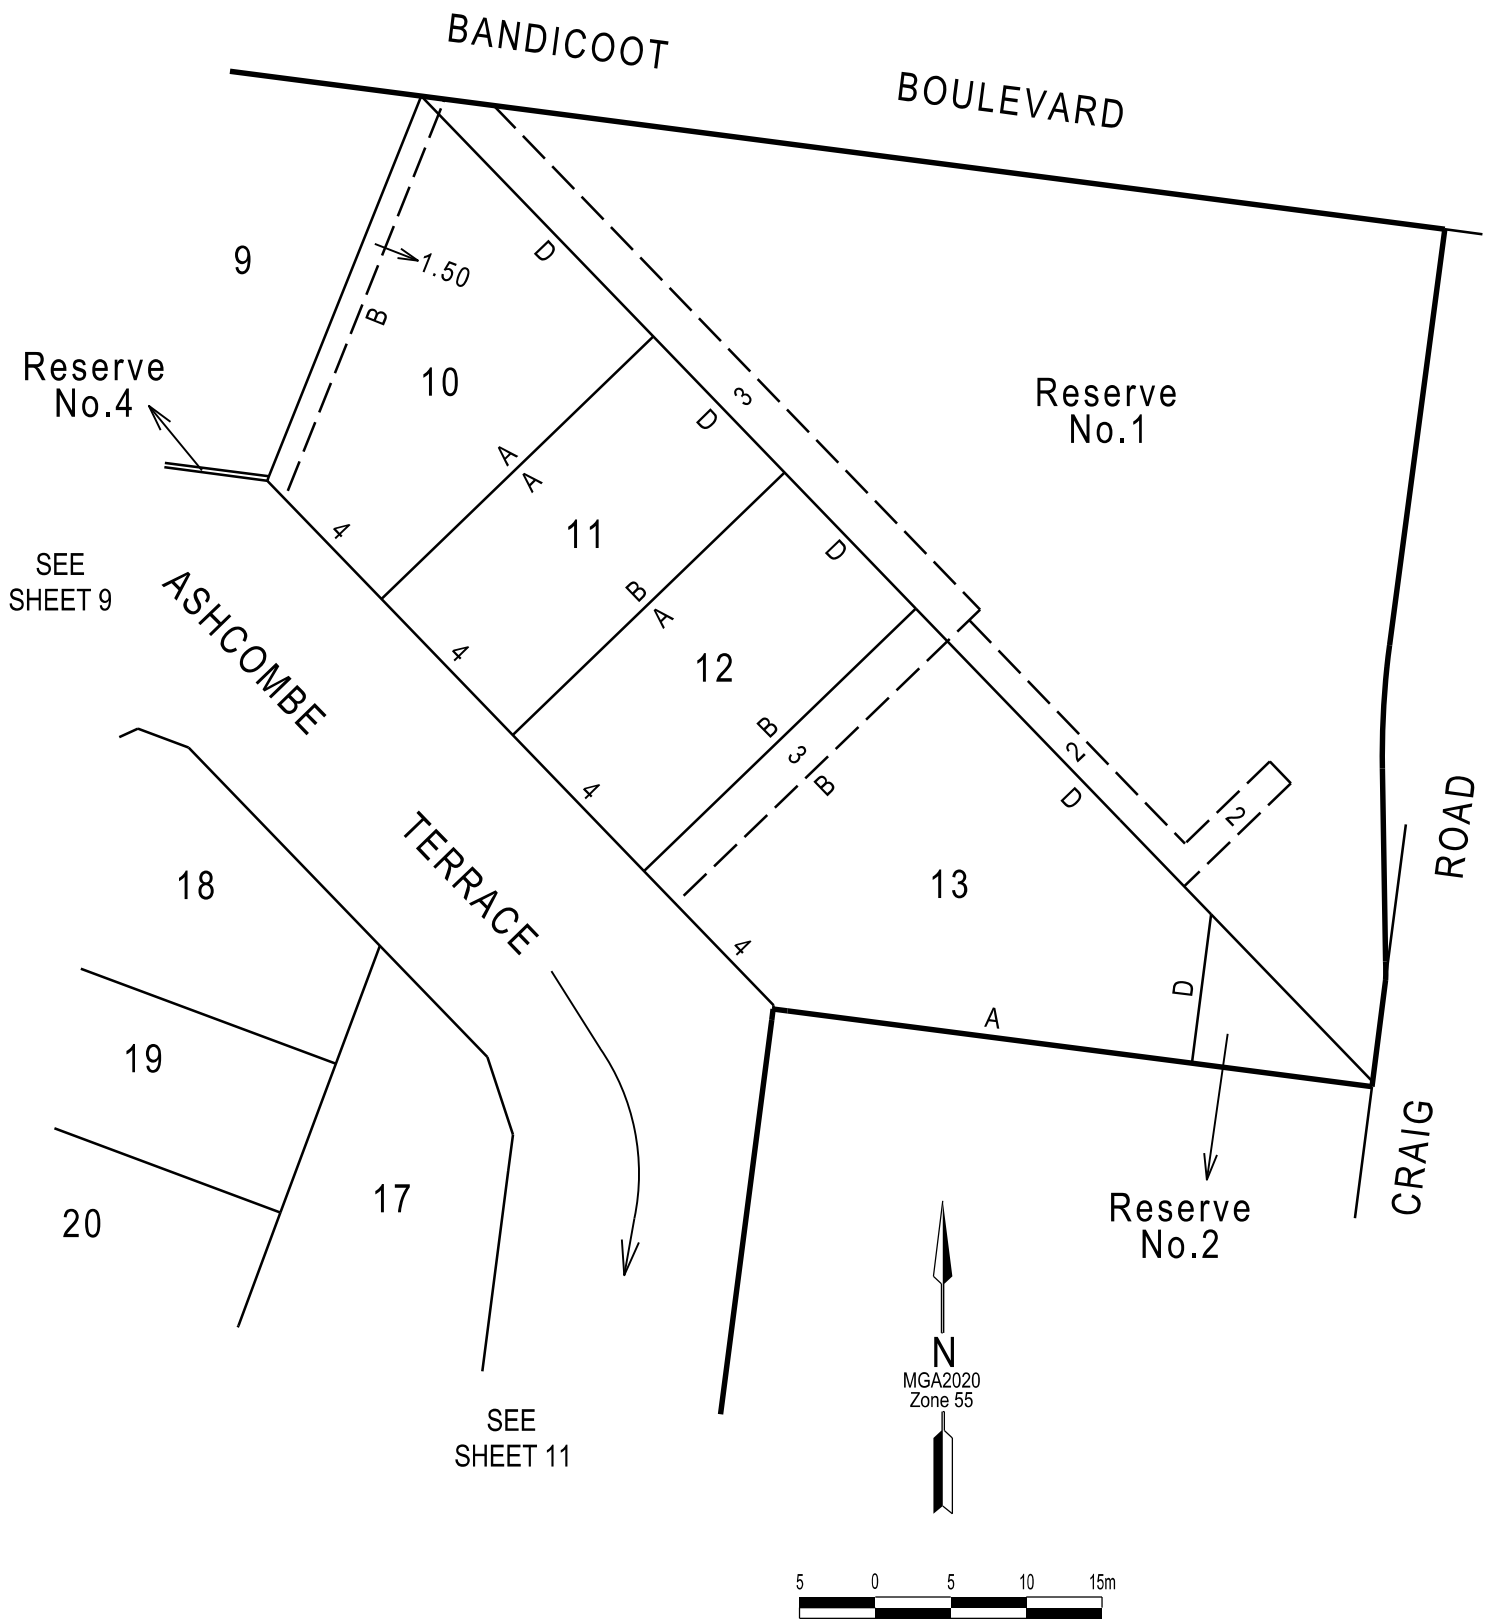 BANDICOOT BOULEVARD
9
1.50
B
D
10
Reserve
No.4
3
D
Reserve
No.1
A
A
4
11
D
SEE
SHEET 9
ASHCOMBE
TERRACE
B
A
4
12
B
3
B
4
2
D
2
ROAD
CRAIG
18
13
4
D
A
19
17
20
Reserve
No.2
N
MGA2020
Zone 55
SEE
SHEET 11
5 0 5 10 15m